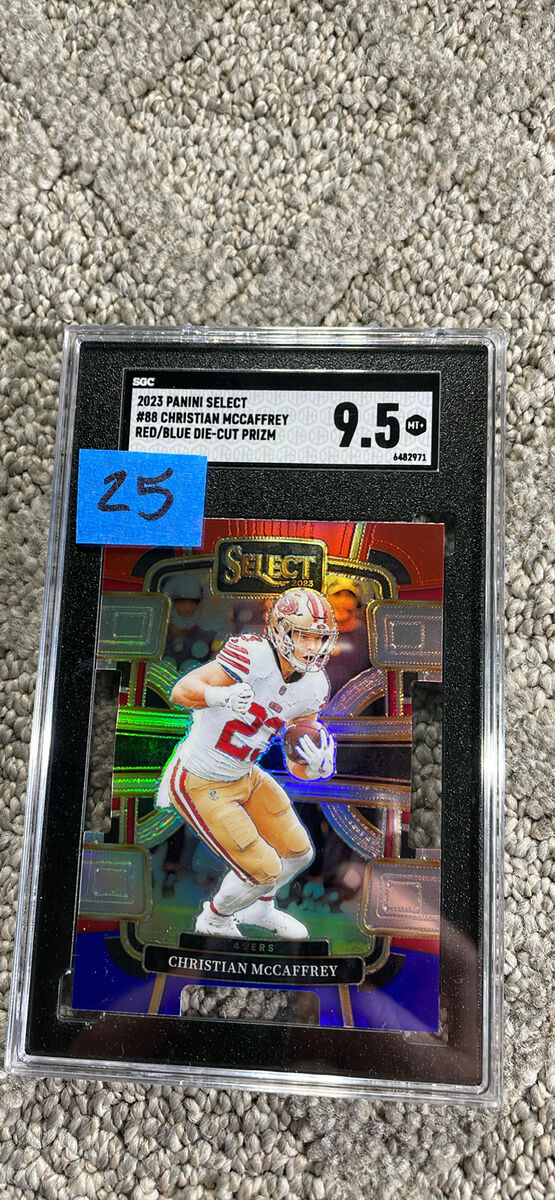 SGC
2023 PANINI SELECT
#88 CHRISTIAN MCCAFFREY
RED/BLUE DIE-CUT PRIZM
9.5 MT+
6482971
25
SELECT
2023
23
49ERS
CHRISTIAN McCAFFREY